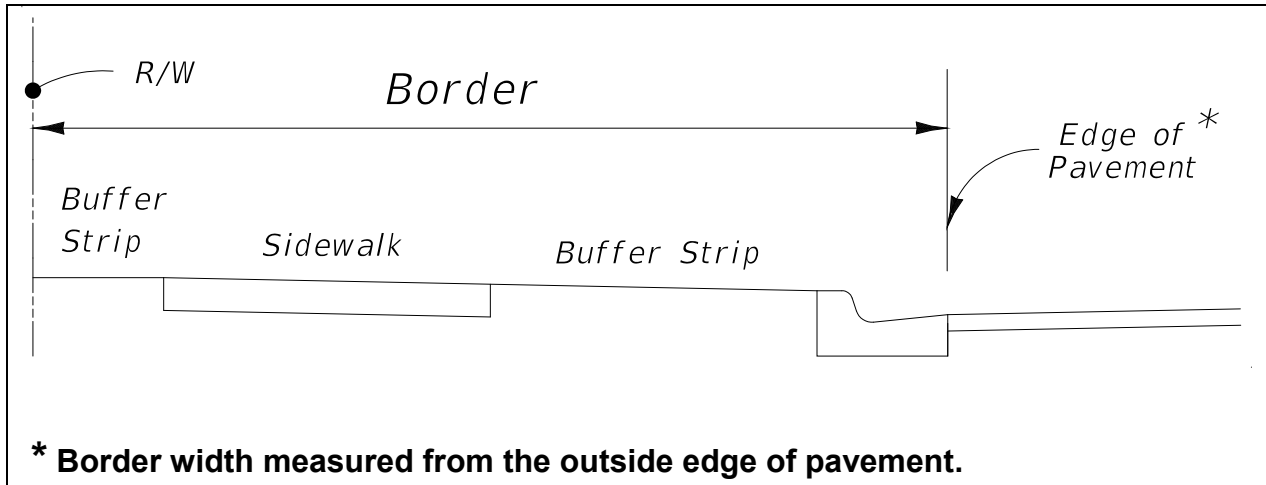 R/W
Border
Edge of *
Pavement
Buffer
Strip
Sidewalk
Buffer Strip
* Border width measured from the outside edge of pavement.